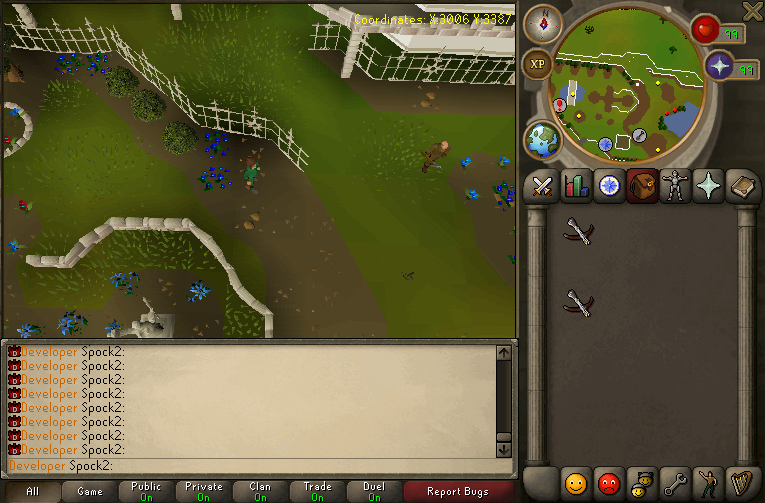 Coordinates: X:3006 Y:3387
N
99
XP
99
Developer Spock2:
Developer Spock2:
Developer Spock2:
Developer Spock2:
Developer Spock2:
Developer Spock2:
Developer Spock2:
Developer Spock2:
Developer Spock2:
All
Game
Public
On
Private
On
Clan
On
Trade
On
Duel
On
Report Bugs